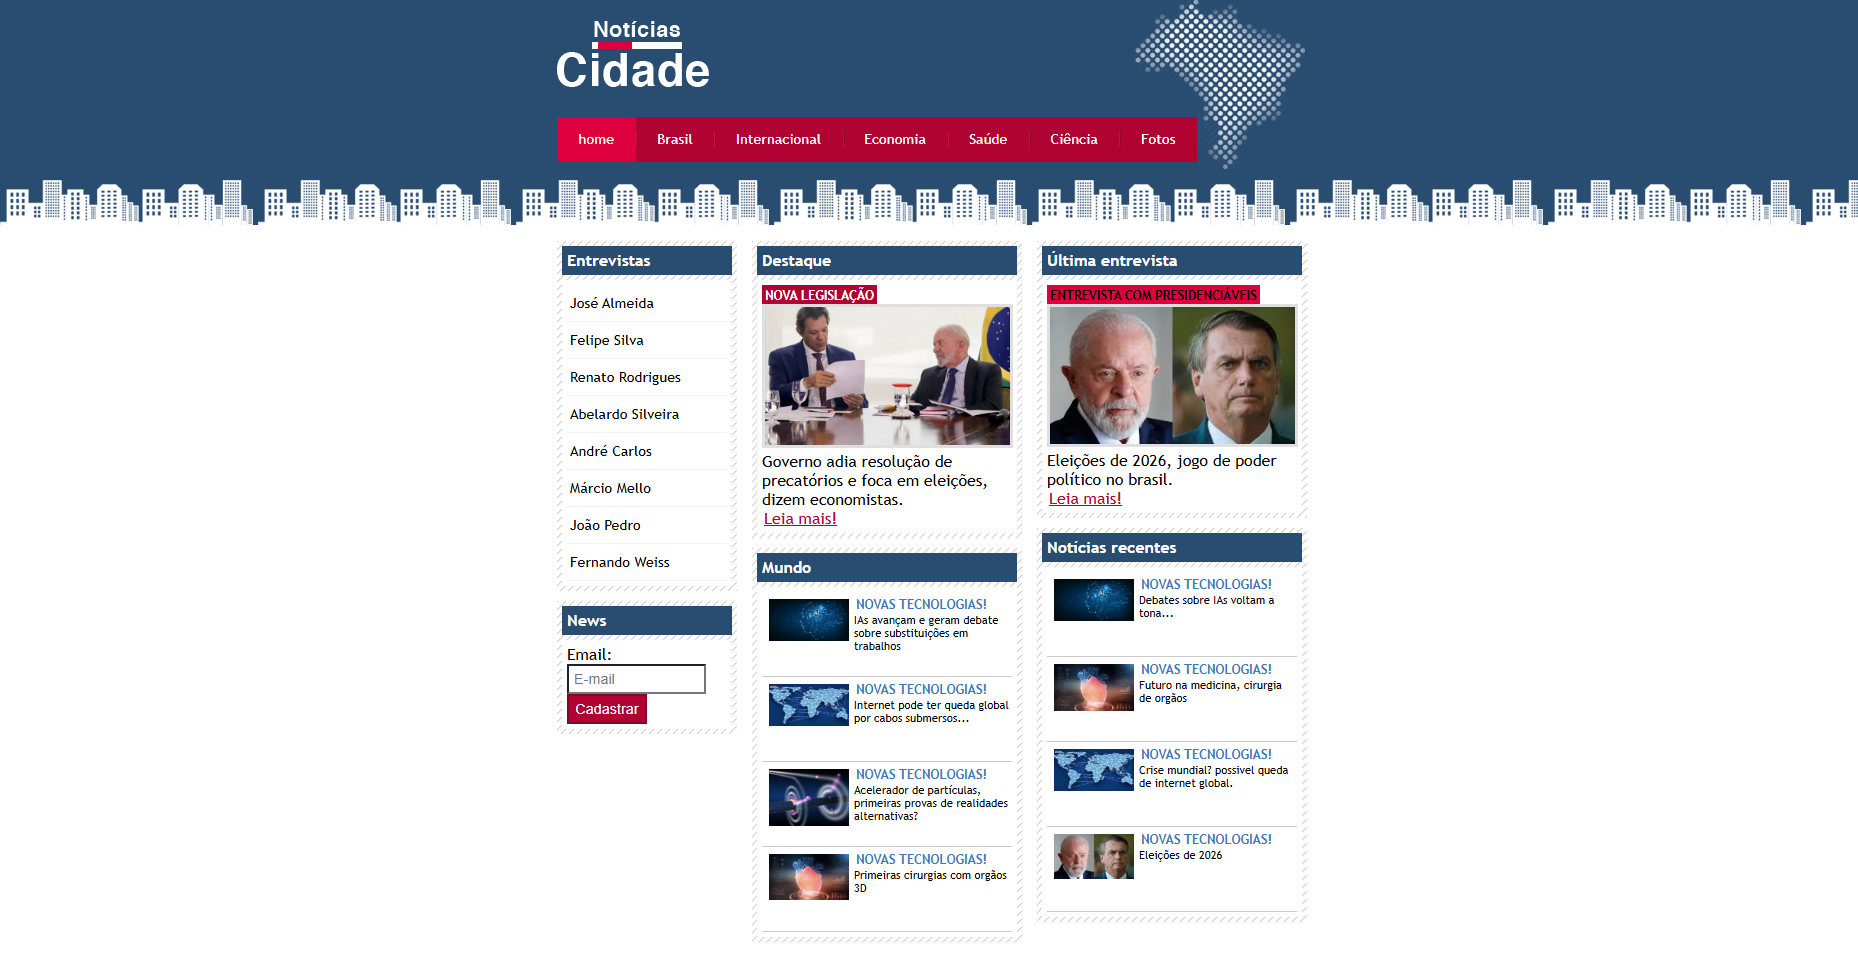 Notícias
Cidade
home
Brasil
Internacional
Economia
Saúde
Ciência
Fotos
Entrevistas
José Almeida
Felipe Silva
Renato Rodrigues
Abelardo Silveira
André Carlos
Márcio Mello
João Pedro
Fernando Weiss
News
Email:
E-mail
Cadastrar
Destaque
NOVA LEGISLAÇÃO
Governo adia resolução de
precatórios e foca em eleições,
dizem economistas.
Leia mais!
Mundo
NOVAS TECNOLOGIAS!
IAs avançam e geram debate
sobre substituições em
trabalhos
NOVAS TECNOLOGIAS!
Internet pode ter queda global
por cabos submersos...
NOVAS TECNOLOGIAS!
Acelerador de partículas,
primeiras provas de realidades
alternativas?
NOVAS TECNOLOGIAS!
Primeiras cirurgias com orgãos
3D
Última entrevista
ENTREVISTA COM PRESIDENCIÁVEIS
Eleições de 2026, jogo de poder
político no brasil.
Leia mais!
Notícias recentes
NOVAS TECNOLOGIAS!
Debates sobre IAs voltam a
tona...
NOVAS TECNOLOGIAS!
Futuro na medicina, cirurgia
de orgãos
NOVAS TECNOLOGIAS!
Crise mundial? possivel queda
de internet global.
NOVAS TECNOLOGIAS!
Eleições de 2026